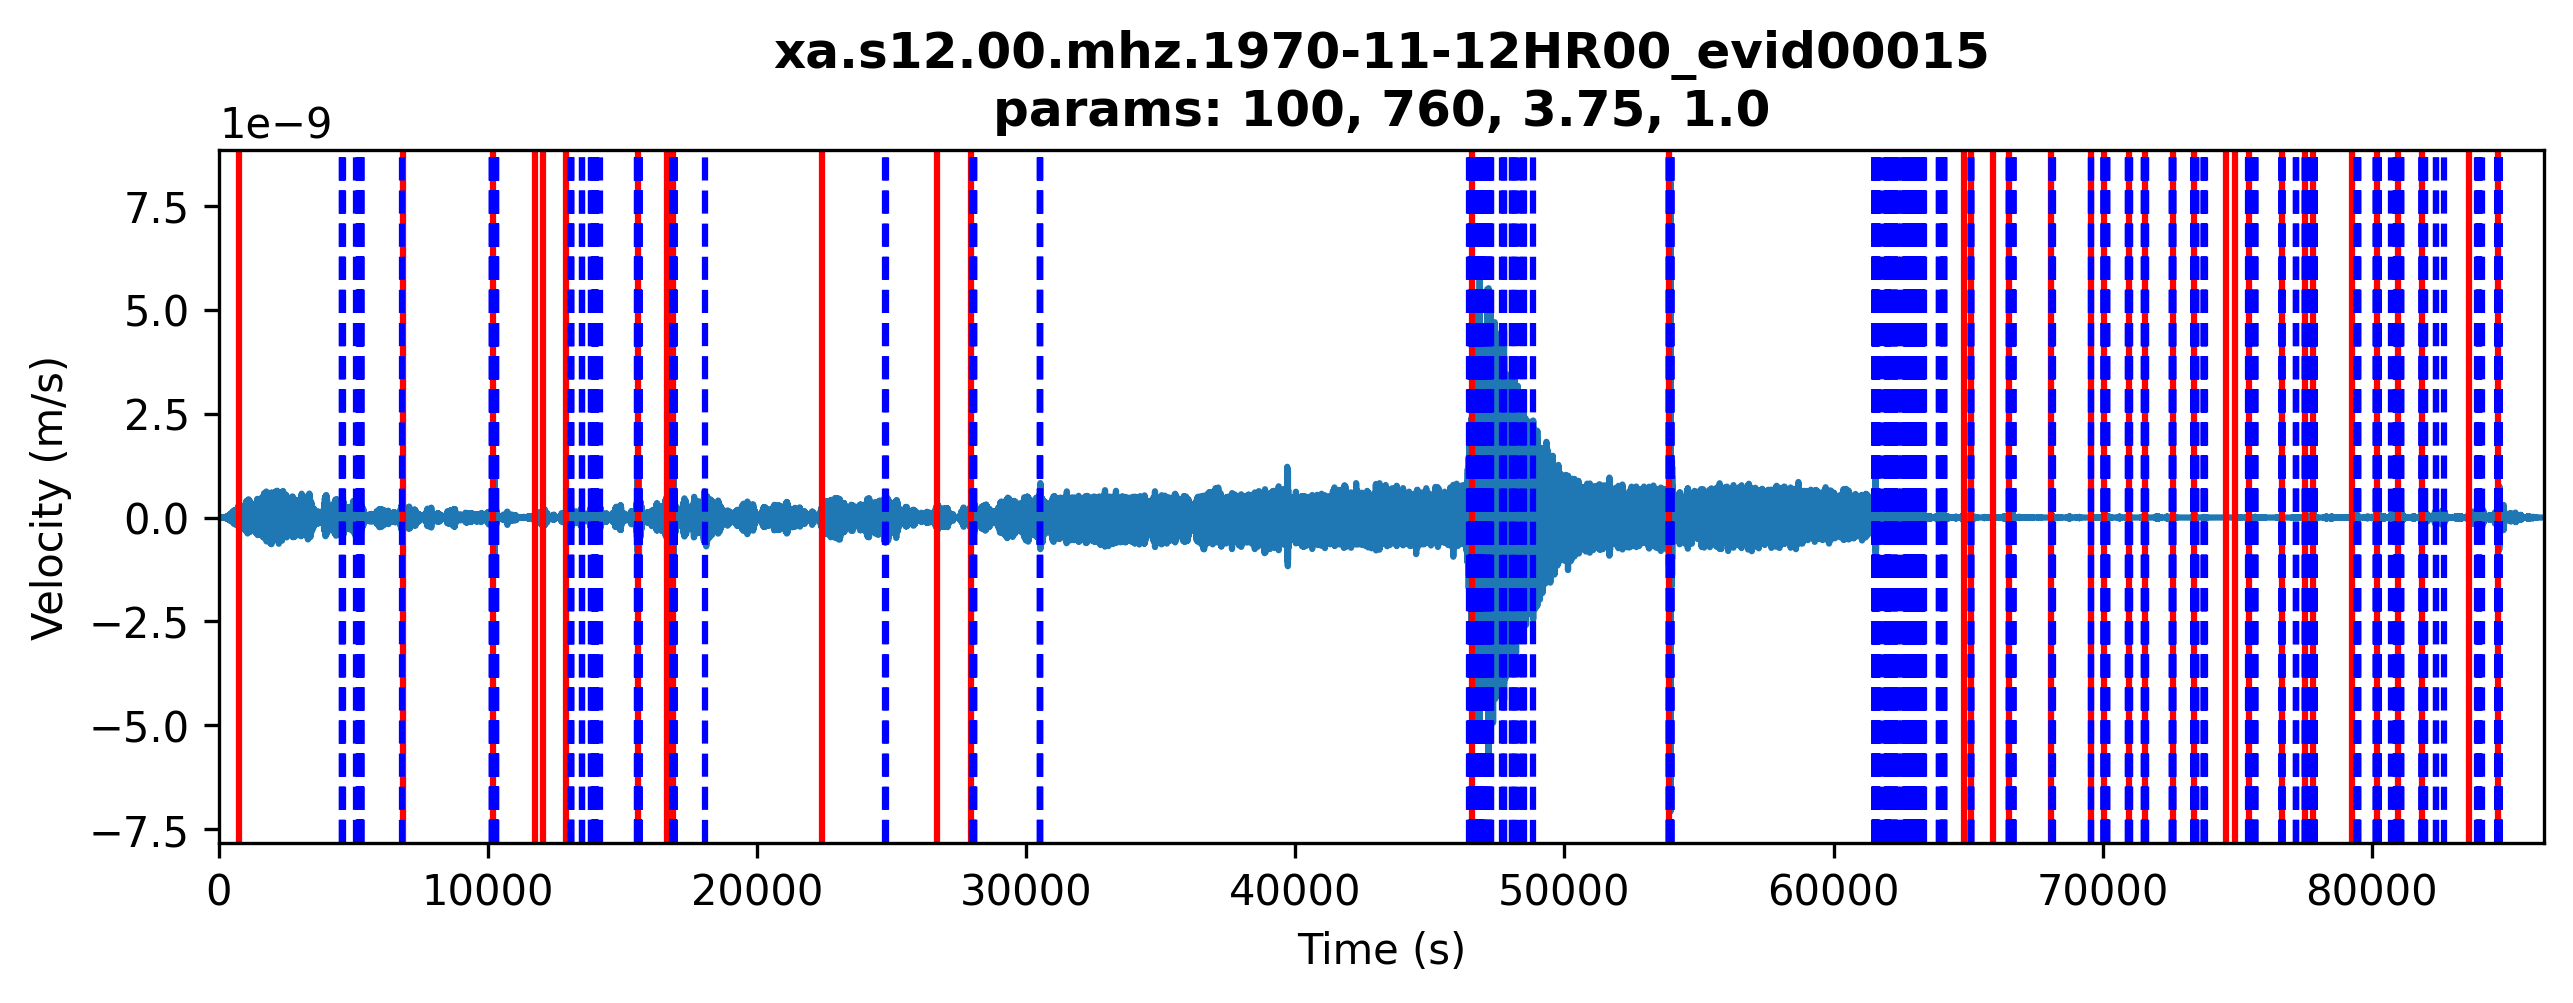 xa.s12.00.mhz.1970-11-12HR00_evid00015
params: 100, 760, 3.75, 1.0
1e−9
7.5
5.0
2.5
0.0
−2.5
−5.0
−7.5
Velocity (m/s)
0 10000 20000 30000 40000 50000 60000 70000 80000
Time (s)